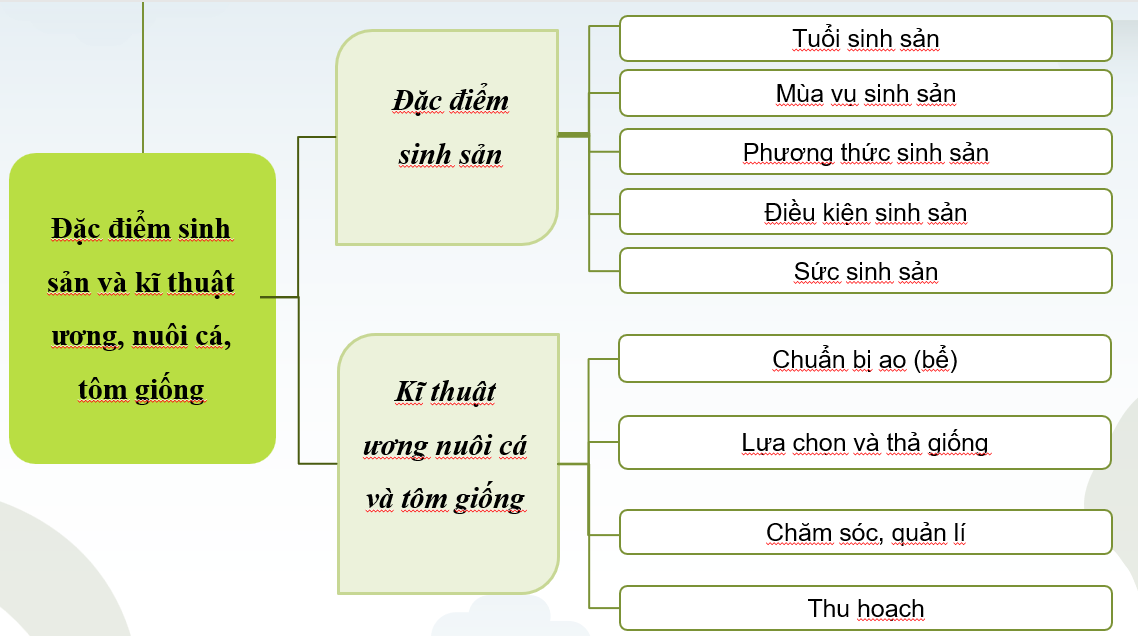 Đặc điểm sinh
sản và kĩ thuật
ương, nuôi cá,
tôm giống
Đặc điểm
sinh sản
Tuổi sinh sản
Mùa vụ sinh sản
Phương thức sinh sản
Điều kiện sinh sản
Sức sinh sản
Kĩ thuật
ương nuôi cá
và tôm giống
Chuẩn bị ao (bể)
Lựa chon và thả giống
Chăm sóc, quản lí
Thu hoạch